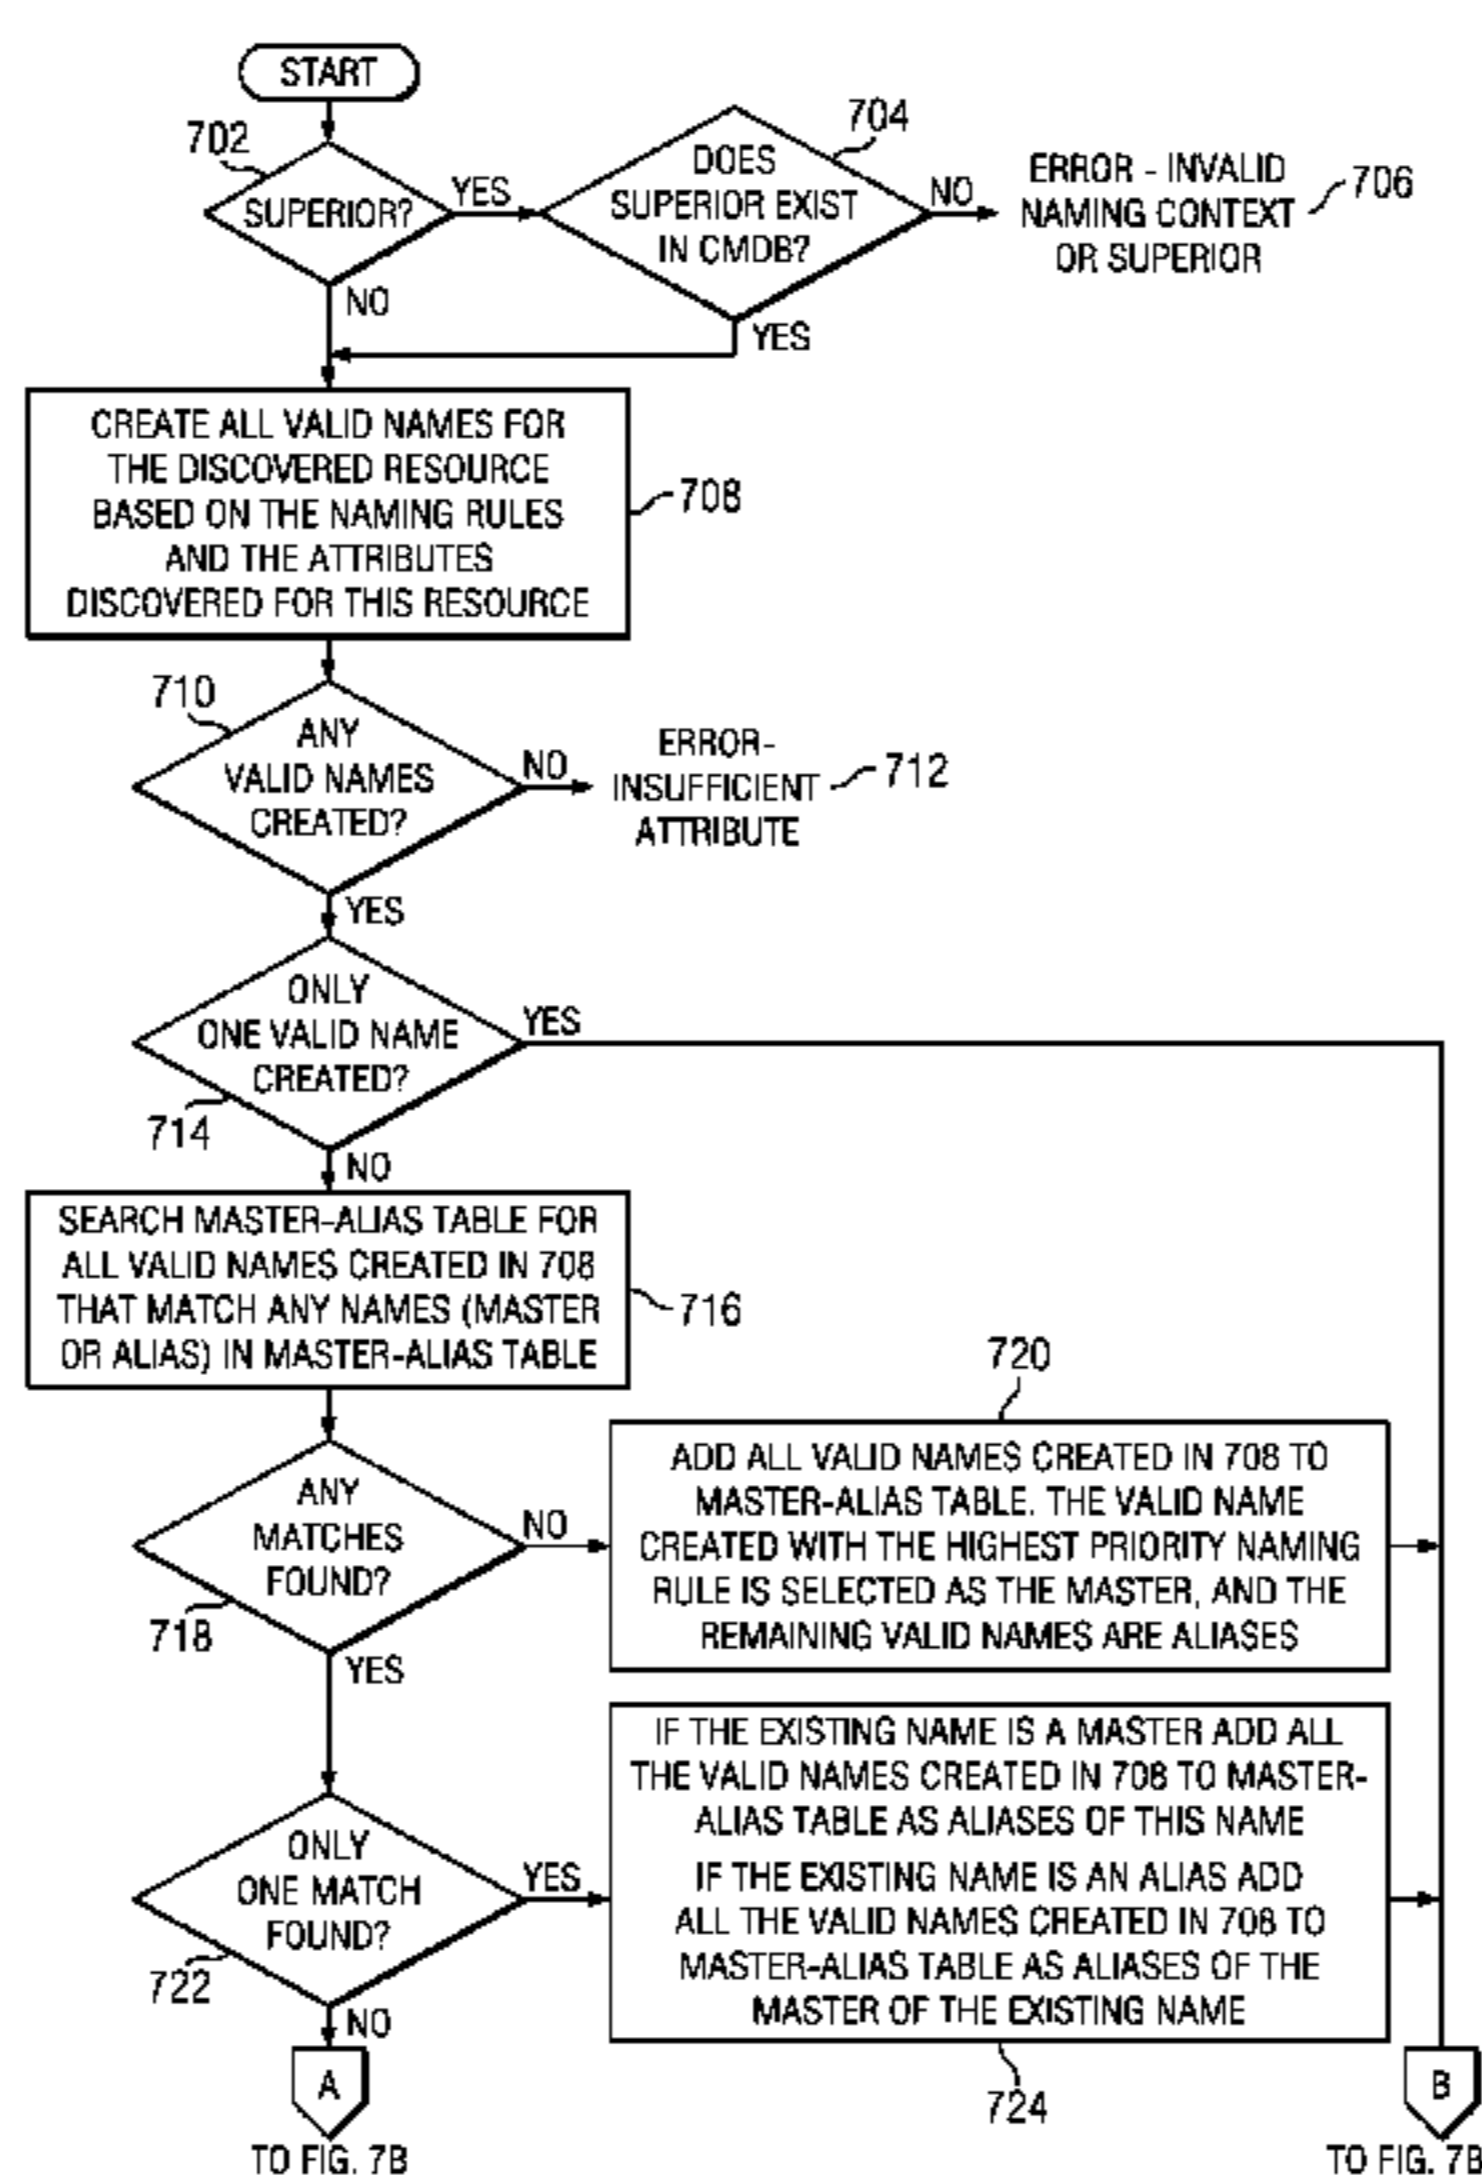 START
702
SUPERIOR?
YES
NO
704
DOES
SUPERIOR EXIST
IN CMDB?
NO
YES
ERROR - INVALID
NAMING CONTEXT
OR SUPERIOR
706
CREATE ALL VALID NAMES FOR
THE DISCOVERED RESOURCE
BASED ON THE NAMING RULES
AND THE ATTRIBUTES
DISCOVERED FOR THIS RESOURCE
708
710
ANY
VALID NAMES
CREATED?
NO
YES
ERROR-
INSUFFICIENT
ATTRIBUTE
712
ONLY
ONE VALID NAME
CREATED?
YES
714
NO
SEARCH MASTER-ALIAS TABLE FOR
ALL VALID NAMES CREATED IN 708
THAT MATCH ANY NAMES (MASTER
OR ALIAS) IN MASTER-ALIAS TABLE
716
ANY
MATCHES
FOUND?
NO
718
YES
720
ADD ALL VALID NAMES CREATED IN 708 TO
MASTER-ALIAS TABLE. THE VALID NAME
CREATED WITH THE HIGHEST PRIORITY NAMING
RULE IS SELECTED AS THE MASTER, AND THE
REMAINING VALID NAMES ARE ALIASES
ONLY
ONE MATCH
FOUND?
YES
722
NO
IF THE EXISTING NAME IS A MASTER ADD ALL
THE VALID NAMES CREATED IN 708 TO MASTER-
ALIAS TABLE AS ALIASES OF THIS NAME
IF THE EXISTING NAME IS AN ALIAS ADD
ALL THE VALID NAMES CREATED IN 708 TO
MASTER-ALIAS TABLE AS ALIASES OF THE
MASTER OF THE EXISTING NAME
724
A
TO FIG. 7B
B
TO FIG. 7B